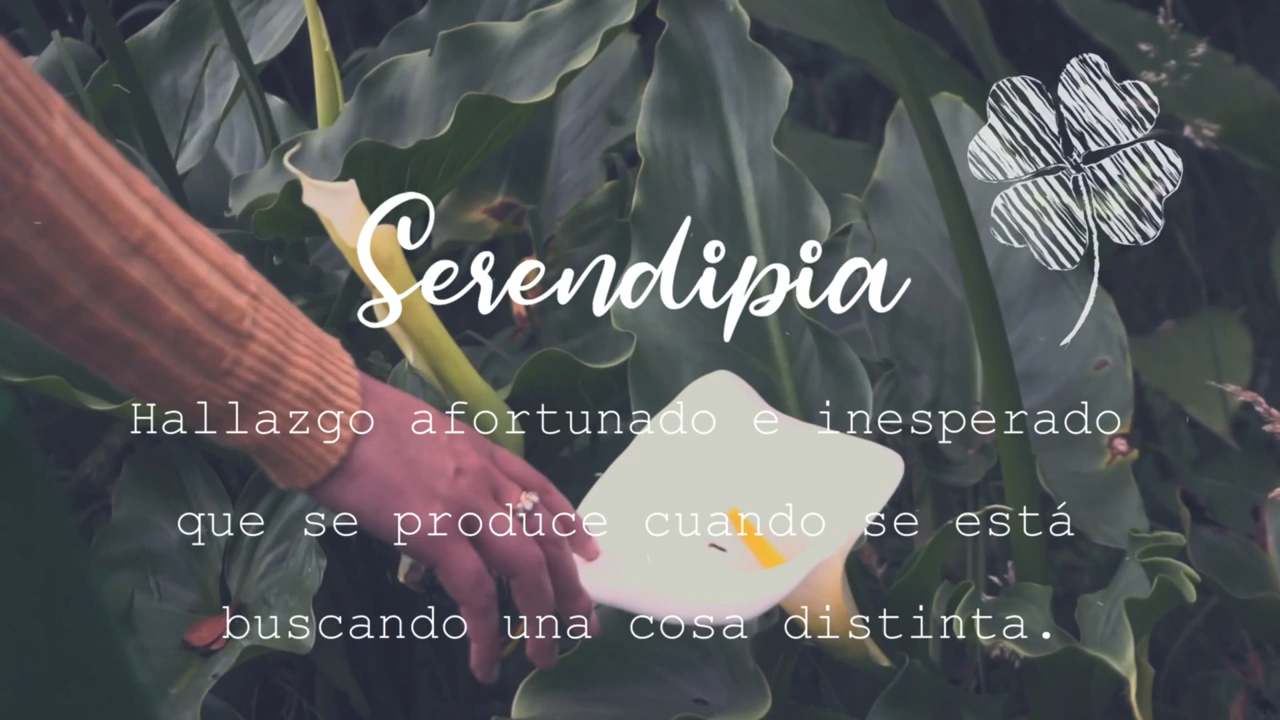 Serendipia
Hallazgo afortunado e inesperado
que se produce cuando se está
buscando una cosa distinta.